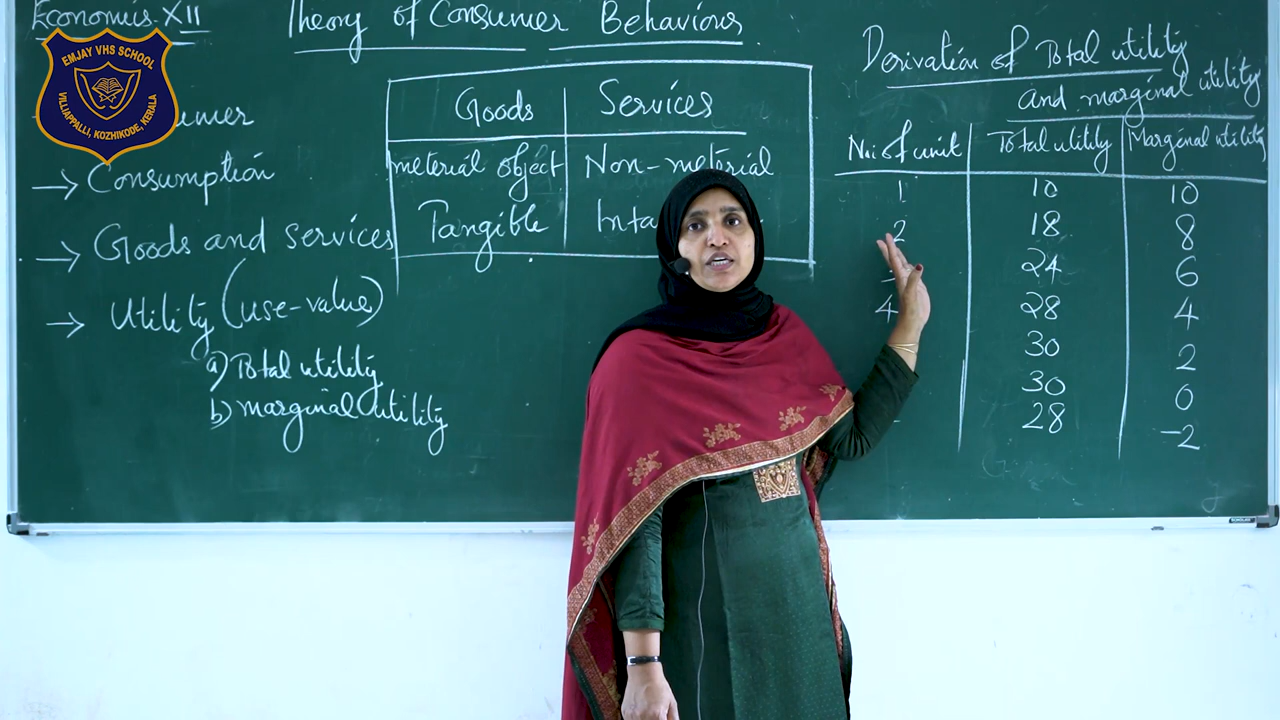 Economis-XII
Theory of Consumer Behaviour
EMJAY VHS SCHOOL
VILLIAPPALLI, KOZHIKODE, KERALA
→ Consumption
→ Goods and services
→ Utility (use-value)
a) Total utility
b) marginal utility
Goods Services
meterial object Non-meterial
Tangible
Derivation of Total utility
and marginal utility
No: of unit Total utility Marginal utility
1 10 10
2 18 8
24 6
4 28 4
30 2
30 0
28 -2